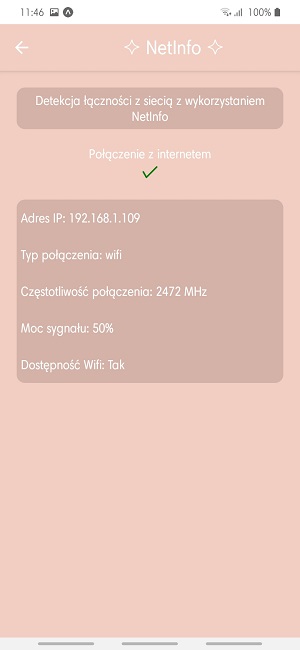 11:46 100%
NetInfo
Detekcja łączności z siecią z wykorzystaniem
NetInfo
Połączenie z internetem
Adres IP: 192.168.1.109
Typ połączenia: wifi
Częstotliwość połączenia: 2472 MHz
Moc sygnału: 50%
Dostępność Wifi: Tak